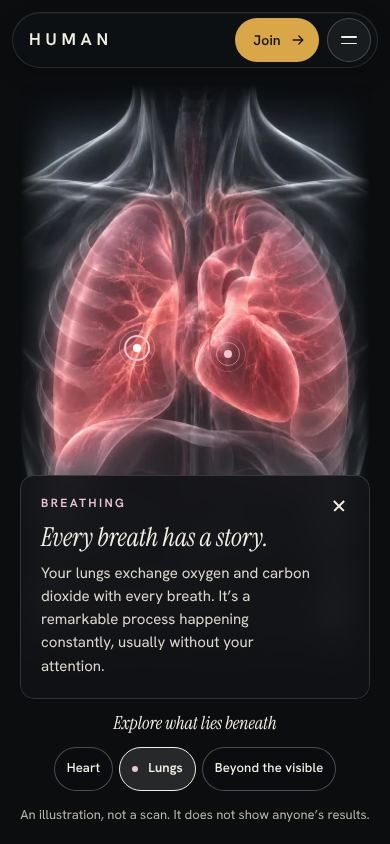 HUMAN
Join →
BREATHING
Every breath has a story.
Your lungs exchange oxygen and carbon
dioxide with every breath. It’s a
remarkable process happening
constantly, usually without your
attention.
Explore what lies beneath
Heart
Lungs
Beyond the visible
An illustration, not a scan. It does not show anyone’s results.